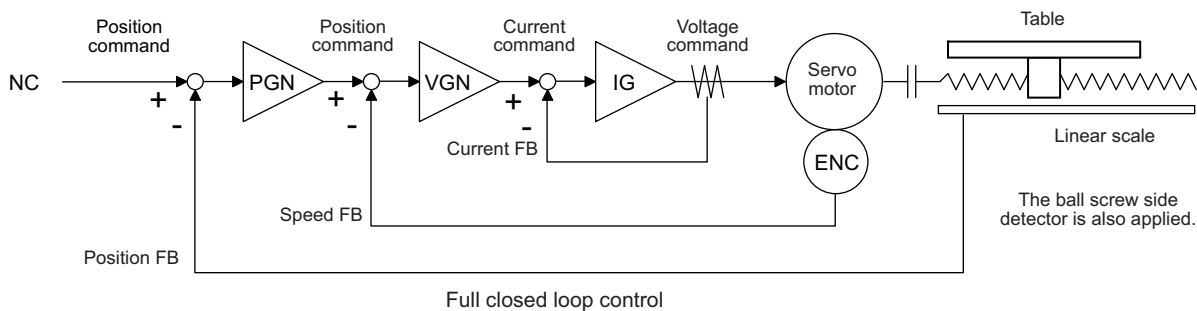 Position
command
Position
command
Current
command
Voltage
command
Table
NC
PGN
VGN
IG
Servo
motor
+
-
+
-
+
-
Current FB
ENC
Linear scale
Speed FB
The ball screw side
detector is also applied.
Position FB
Full closed loop control